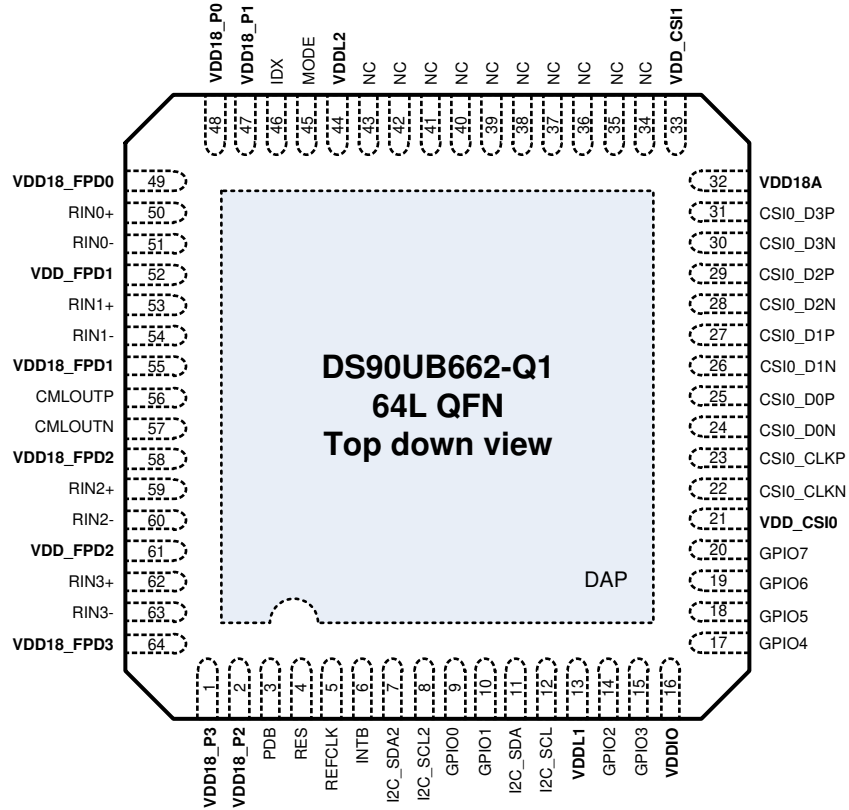 VDD18_P0
VDD18_P1
IDX
MODE
VDDL2
NC
NC
NC
NC
NC
NC
NC
NC
NC
NC
VDD_CSI1
48
47
46
45
44
43
42
41
40
39
38
37
36
35
34
33
VDD18_FPD0 49
RIN0+ 50
RIN0- 51
VDD_FPD1 52
RIN1+ 53
RIN1- 54
VDD18_FPD1 55
CMLOUTP 56
CMLOUTN 57
VDD18_FPD2 58
RIN2+ 59
RIN2- 60
VDD_FPD2 61
RIN3+ 62
RIN3- 63
VDD18_FPD3 64
DS90UB662-Q1
64L QFN
Top down view
DAP
32 VDD18A
31 CSI0_D3P
30 CSI0_D3N
29 CSI0_D2P
28 CSI0_D2N
27 CSI0_D1P
26 CSI0_D1N
25 CSI0_D0P
24 CSI0_D0N
23 CSI0_CLKP
22 CSI0_CLKN
21 VDD_CSI0
20 GPIO7
19 GPIO6
18 GPIO5
17 GPIO4
1
2
3
4
5
6
7
8
9
10
11
12
13
14
15
16
VDD18_P3
VDD18_P2
PDB
RES
REFCLK
INTB
I2C_SDA2
I2C_SCL2
GPIO0
GPIO1
I2C_SDA
I2C_SCL
VDDL1
GPIO2
GPIO3
VDDIO